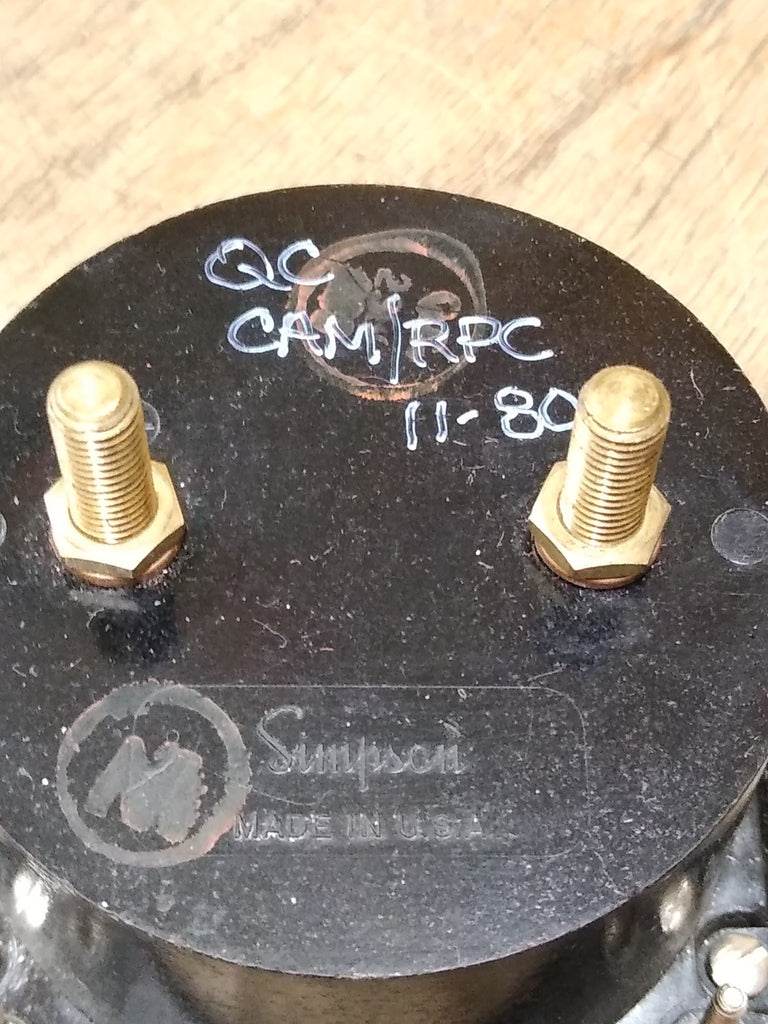 QC
CAM/RPC
11-80
Simpson
MADE IN U.S.A.